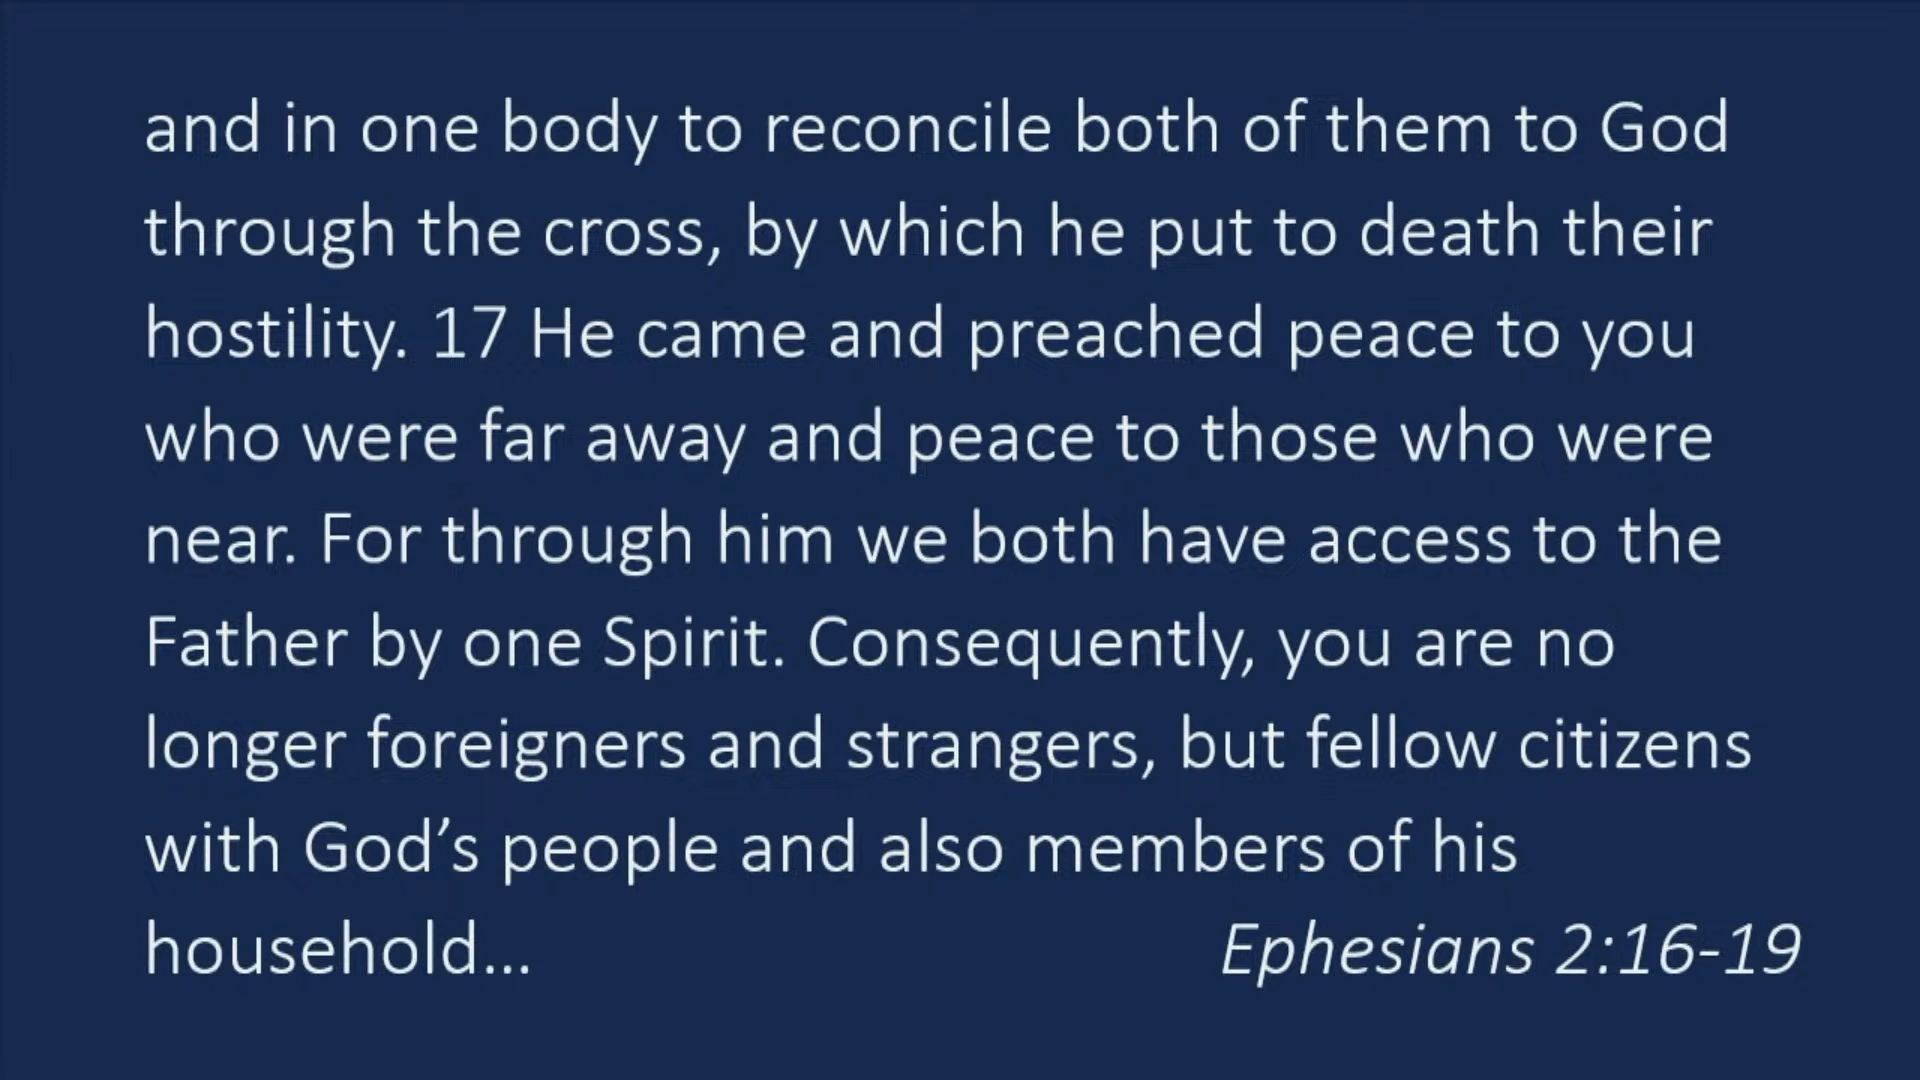 and in one body to reconcile both of them to God
through the cross, by which he put to death their
hostility. 17 He came and preached peace to you
who were far away and peace to those who were
near. For through him we both have access to the
Father by one Spirit. Consequently, you are no
longer foreigners and strangers, but fellow citizens
with God’s people and also members of his
household... Ephesians 2:16-19